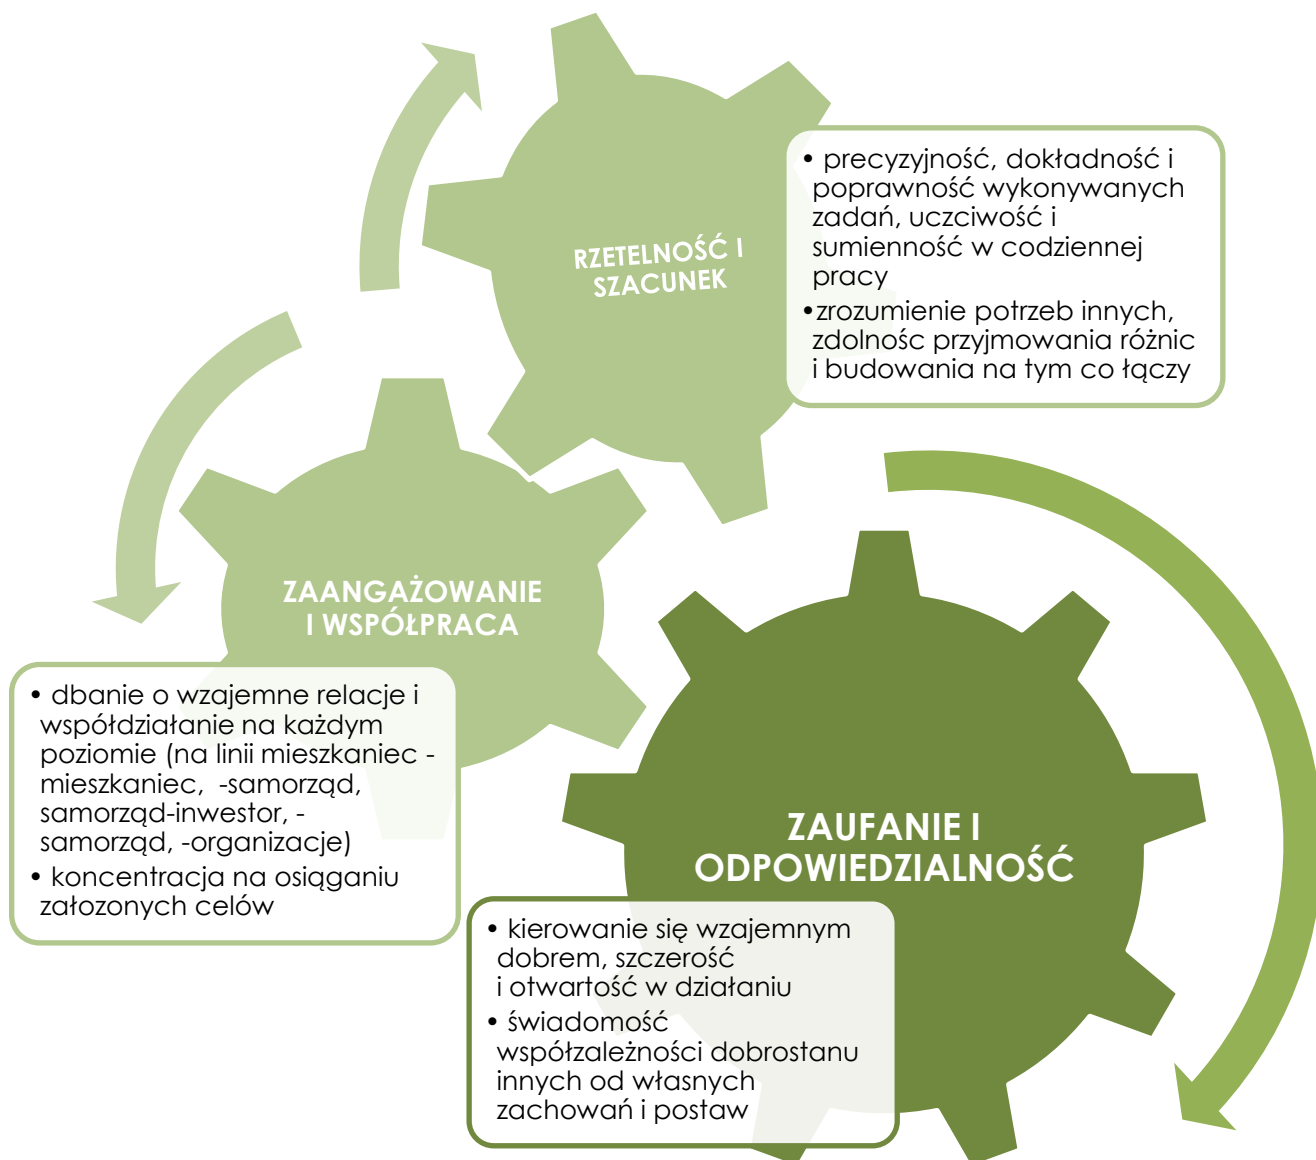 RZETELNOŚĆ I
SZACUNEK
• precyzyjność, dokładność i
poprawność wykonywanych
zadań, uczciwość i
sumienność w codziennej
pracy
•zrozumienie potrzeb innych,
zdolnośc przyjmowania różnic
i budowania na tym co łączy
ZAANGAŻOWANIE
I WSPÓŁPRACA
• dbanie o wzajemne relacje i
współdziałanie na każdym
poziomie (na linii mieszkaniec -
mieszkaniec, -samorząd,
samorząd-inwestor, -
samorząd, -organizacje)
• koncentracja na osiąganiu
załozonych celów
ZAUFANIE I
ODPOWIEDZIALNOŚĆ
• kierowanie się wzajemnym
dobrem, szczerość
i otwartość w działaniu
• świadomość
współzależności dobrostanu
innych od własnych
zachowań i postaw